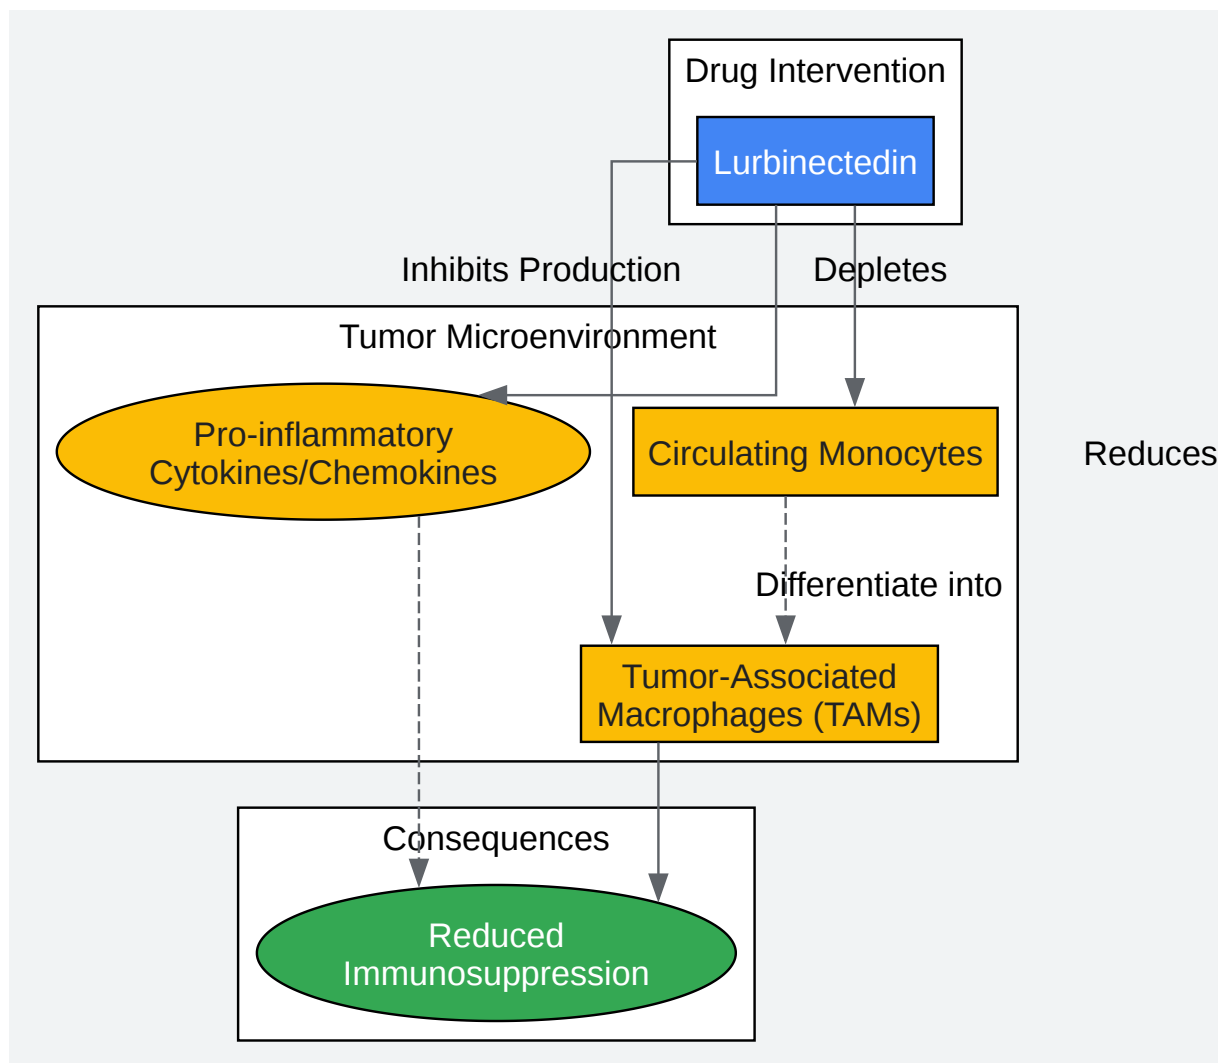 Drug Intervention
Lurbinectedin
Inhibits Production
Depletes
Tumor Microenvironment
Pro-inflammatory
Cytokines/Chemokines
Circulating Monocytes
Reduces
Differentiate into
Tumor-Associated
Macrophages (TAMs)
Consequences
Reduced
Immunosuppression